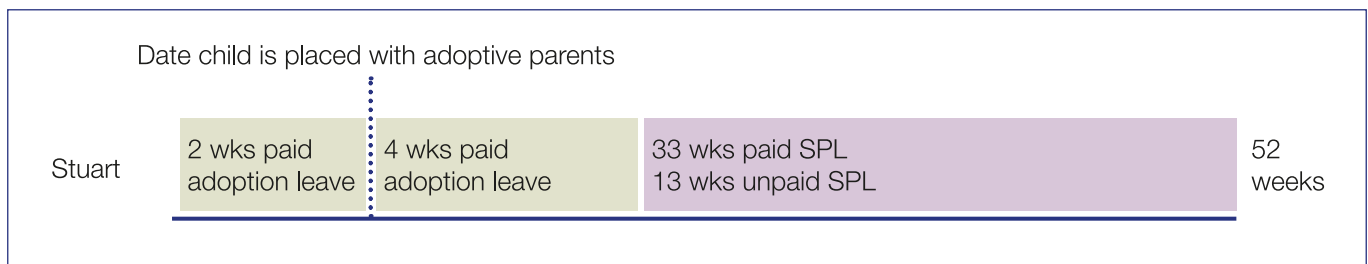 Date child is placed with adoptive parents
Stuart
2 wks paid
adoption leave
4 wks paid
adoption leave
33 wks paid SPL
13 wks unpaid SPL
52
weeks